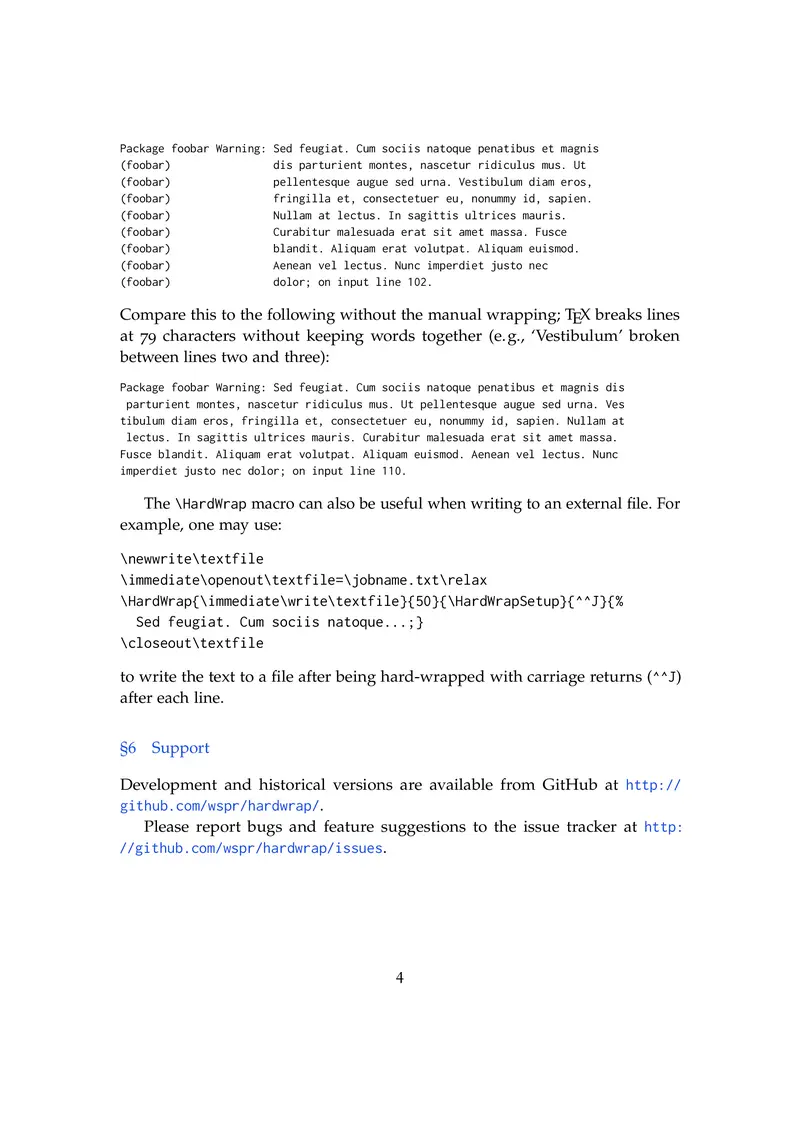 Package foobar Warning: Sed feugiat. Cum sociis natoque penatibus et magnis
(foobar)                dis parturient montes, nascetur ridiculus mus. Ut
(foobar)                pellentesque augue sed urna. Vestibulum diam eros,
(foobar)                fringilla et, consectetuer eu, nonummy id, sapien.
(foobar)                Nullam at lectus. In sagittis ultrices mauris.
(foobar)                Curabitur malesuada erat sit amet massa. Fusce
(foobar)                blandit. Aliquam erat volutpat. Aliquam euismod.
(foobar)                Aenean vel lectus. Nunc imperdiet justo nec
(foobar)                dolor; on input line 102.
Compare this to the following without the manual wrapping; TEX breaks lines
at 79 characters without keeping words together (e. g., ‘Vestibulum’ broken
between lines two and three):
Package foobar Warning: Sed feugiat. Cum sociis natoque penatibus et magnis dis
 parturient montes, nascetur ridiculus mus. Ut pellentesque augue sed urna. Ves
tibulum diam eros, fringilla et, consectetuer eu, nonummy id, sapien. Nullam at
 lectus. In sagittis ultrices mauris. Curabitur malesuada erat sit amet massa.
Fusce blandit. Aliquam erat volutpat. Aliquam euismod. Aenean vel lectus. Nunc
imperdiet justo nec dolor; on input line 110.
The \HardWrap macro can also be useful when writing to an external file. For
example, one may use:
\newwrite\textfile
\immediate\openout\textfile=\jobname.txt\relax
\HardWrap{\immediate\write\textfile}{50}{\HardWrapSetup}{^^J}{%
  Sed feugiat. Cum sociis natoque...;}
\closeout\textfile
to write the text to a file after being hard-wrapped with carriage returns (^^J)
after each line.
§6 Support
Development and historical versions are available from GitHub at http://
github.com/wspr/hardwrap/.
Please report bugs and feature suggestions to the issue tracker at http:
//github.com/wspr/hardwrap/issues.
4